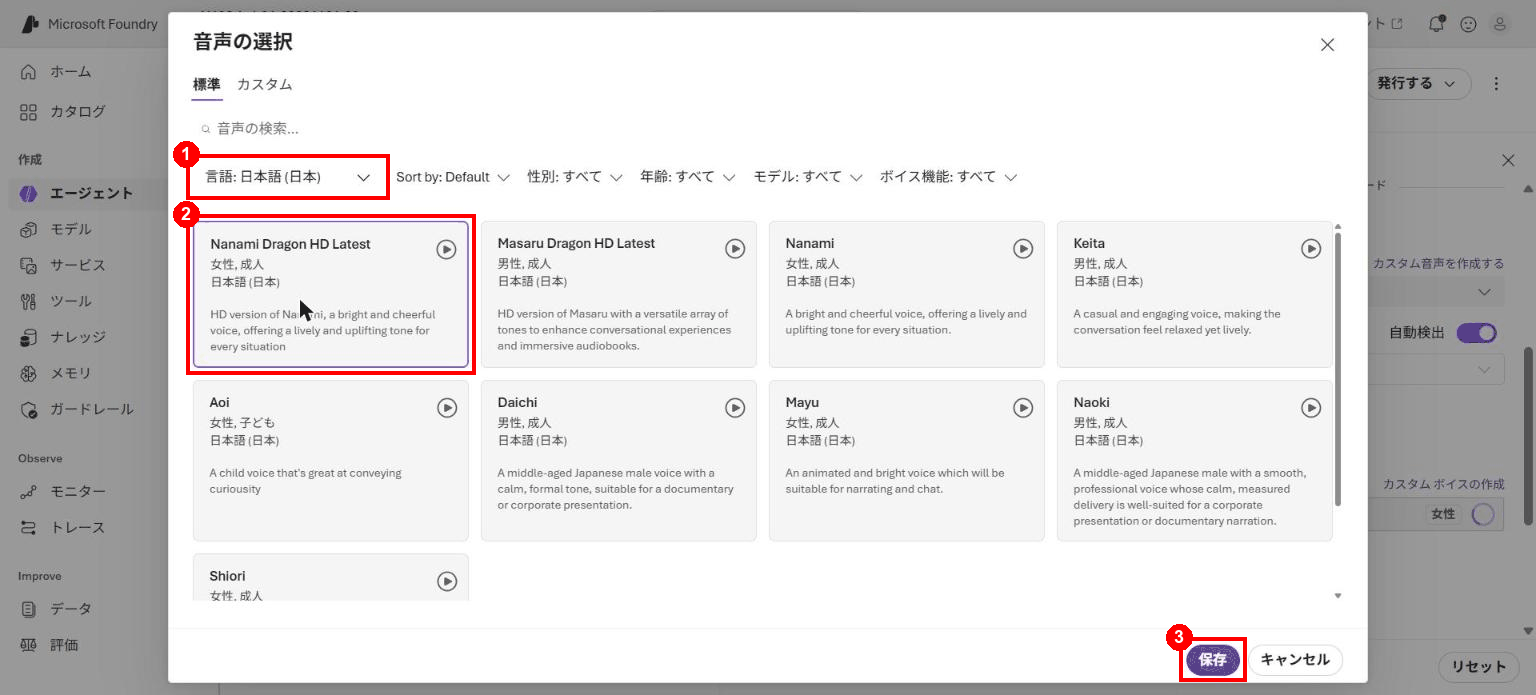 Microsoft Foundry
ホーム
カタログ
作成
エージェント
モデル
サービス
ツール
ナレッジ
メモリ
ガードレール
Observe
モニター
トレース
Improve
データ
評価
音声の選択
標準 カスタム
音声の検索...
1
言語: 日本語 (日本) Sort by: Default 性別: すべて 年齢: すべて モデル: すべて ボイス機能: すべて
2
Nanami Dragon HD Latest
女性, 成人
日本語 (日本)
HD version of Nanami, a bright and cheerful
voice, offering a lively and uplifting tone for
every situation
Masaru Dragon HD Latest
男性, 成人
日本語 (日本)
HD version of Masaru with a versatile array of
tones to enhance conversational experiences
and immersive audiobooks.
Nanami
女性, 成人
日本語 (日本)
A bright and cheerful voice, offering a lively and
uplifting tone for every situation.
Keita
男性, 成人
日本語 (日本)
A casual and engaging voice, making the
conversation feel relaxed yet lively.
Aoi
女性, 子ども
日本語 (日本)
A child voice that's great at conveying
curiousity
Daichi
男性, 成人
日本語 (日本)
A middle-aged Japanese male voice with a
calm, formal tone, suitable for a documentary
or corporate presentation.
Mayu
女性, 成人
日本語 (日本)
An animated and bright voice which will be
suitable for narrating and chat.
Naoki
男性, 成人
日本語 (日本)
A middle-aged Japanese male with a smooth,
professional voice whose calm, measured
delivery is well-suited for a corporate
presentation or documentary narration.
Shiori
女性, 成人
3
保存 キャンセル
ント
発行する
ード
カスタム音声を作成する
自動検出
カスタム ボイスの作成
女性
リセット